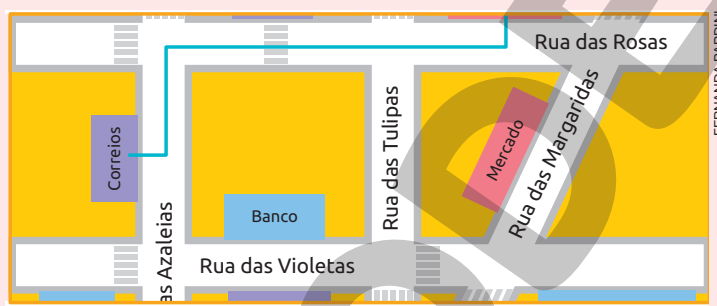 Rua das Rosas
Correios
Rua das Tulipas
Mercado
Rua das Margaridas
Banco
as Azaleias
Rua das Violetas